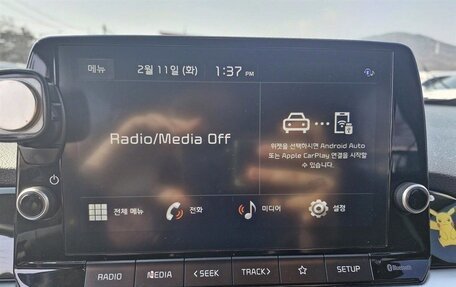 메뉴 2월 11일 (화) 1:37 PM
Radio/Media Off
위젯을 선택하시면 Android Auto
또는 Apple CarPlay 연결을 시작할
수 있습니다.
전체 메뉴 전화 미디어 설정
RADIO MEDIA < SEEK TRACK > SETUP Bluetooth